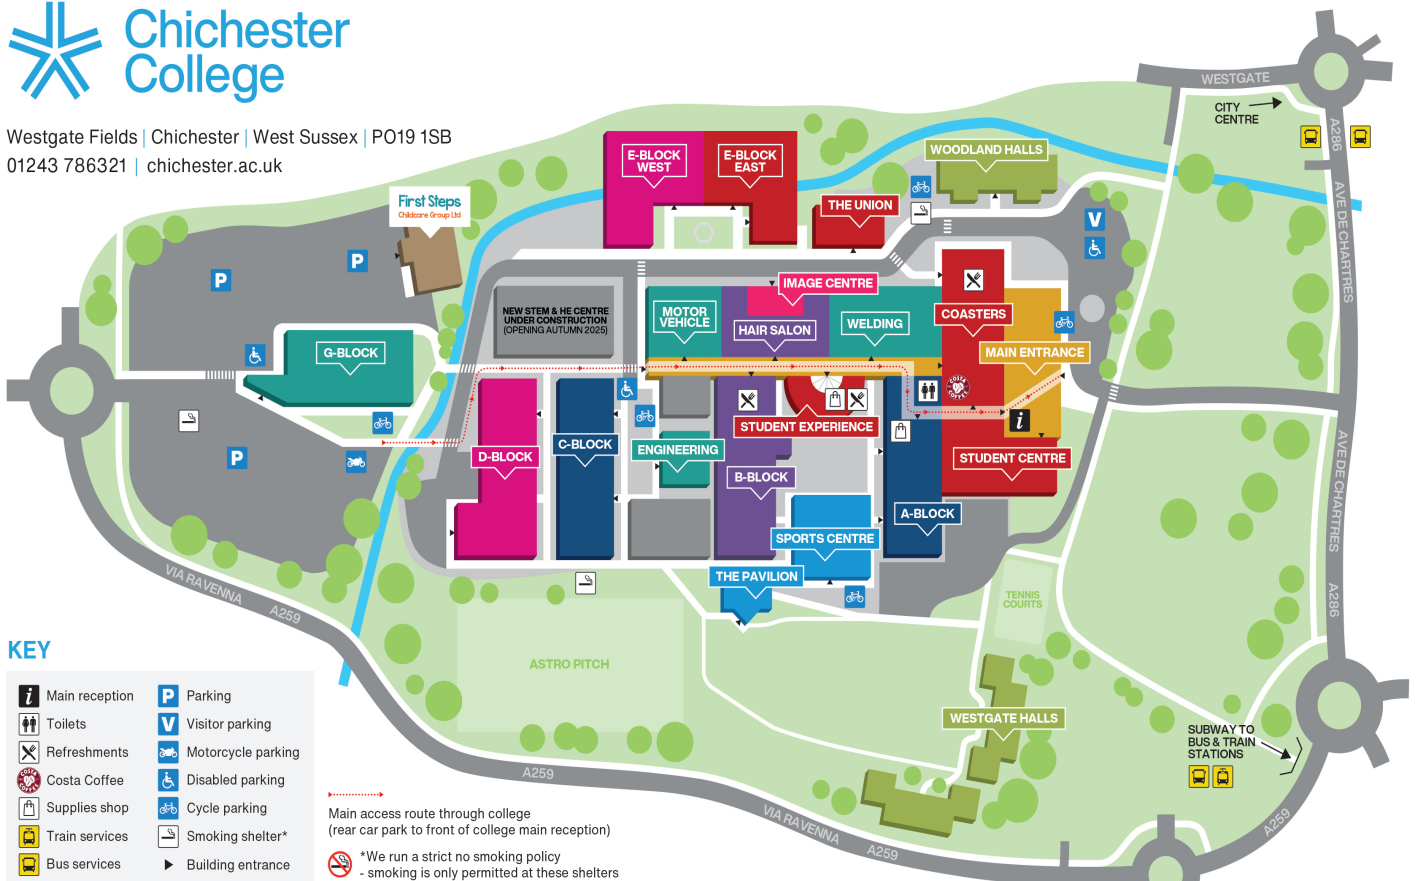 Chichester
College
Westgate Fields | Chichester | West Sussex | PO19 1SB
01243 786321 | chichester.ac.uk
WESTGATE
CITY
CENTRE
A286
AVE DE CHARTRES
WOODLAND HALLS
E-BLOCK
WEST
E-BLOCK
EAST
THE UNION
First Steps
Childcare Group Ltd
V
P
P
IMAGE CENTRE
NEW STEM & HE CENTRE
UNDER CONSTRUCTION
(OPENING AUTUMN 2025)
MOTOR
VEHICLE
HAIR SALON
WELDING
COASTERS
MAIN ENTRANCE
G-BLOCK
COSTA
COFFEE
i
STUDENT EXPERIENCE
C-BLOCK
ENGINEERING
D-BLOCK
STUDENT CENTRE
P
B-BLOCK
A-BLOCK
AVE DE CHARTRES
SPORTS CENTRE
THE PAVILION
VIA RAVENNA
A259
TENNIS
COURTS
A286
ASTRO PITCH
WESTGATE HALLS
SUBWAY TO
BUS & TRAIN
STATIONS
A259
VIA RAVENNA
A259
A259
KEY
i Main reception
Toilets
Refreshments
COSTA COFFEE Costa Coffee
Supplies shop
Train services
Bus services
P Parking
V Visitor parking
Motorcycle parking
Disabled parking
Cycle parking
Smoking shelter*
Building entrance
Main access route through college
(rear car park to front of college main reception)
*We run a strict no smoking policy
- smoking is only permitted at these shelters